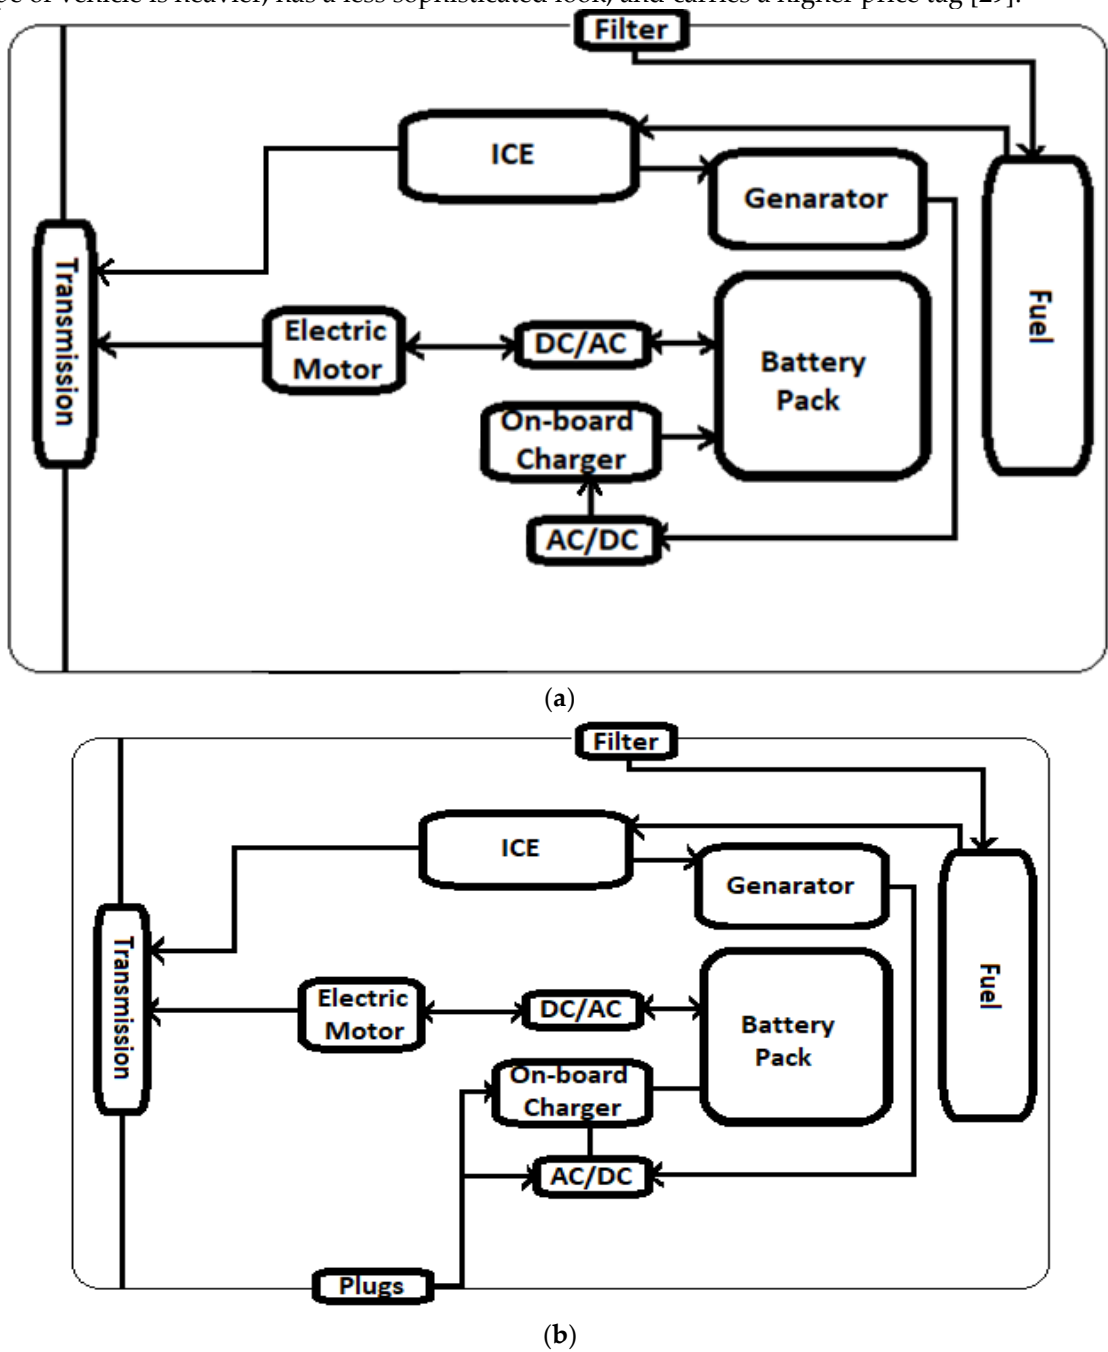 pe of vehicle is heavier, has a less sophisticated look, and carries a higher price tag [29].
Filter
ICE
Genarator
Fuel
Transmission
Electric
Motor
DC/AC
Battery
Pack
On-board
Charger
AC/DC
(a)
Filter
ICE
Genarator
Fuel
Transmission
Electric
Motor
DC/AC
Battery
Pack
On-board
Charger
AC/DC
Plugs
(b)